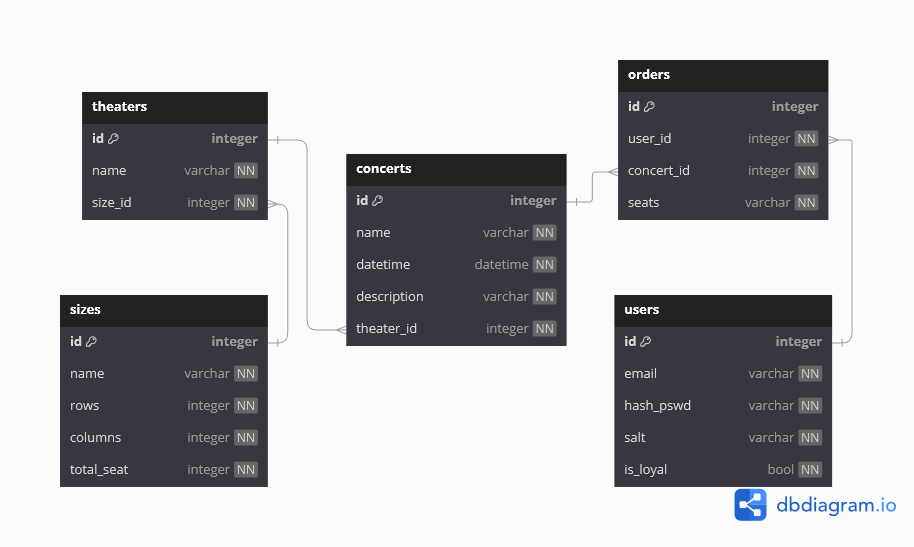 theaters
id integer
name varchar NN
size_id integer NN
sizes
id integer
name varchar NN
rows integer NN
columns integer NN
total_seat integer NN
concerts
id integer
name varchar NN
datetime datetime NN
description varchar NN
theater_id integer NN
orders
id integer
user_id integer NN
concert_id integer NN
seats varchar NN
users
id integer
email varchar NN
hash_pswd varchar NN
salt varchar NN
is_loyal bool NN
dbdiagram.io